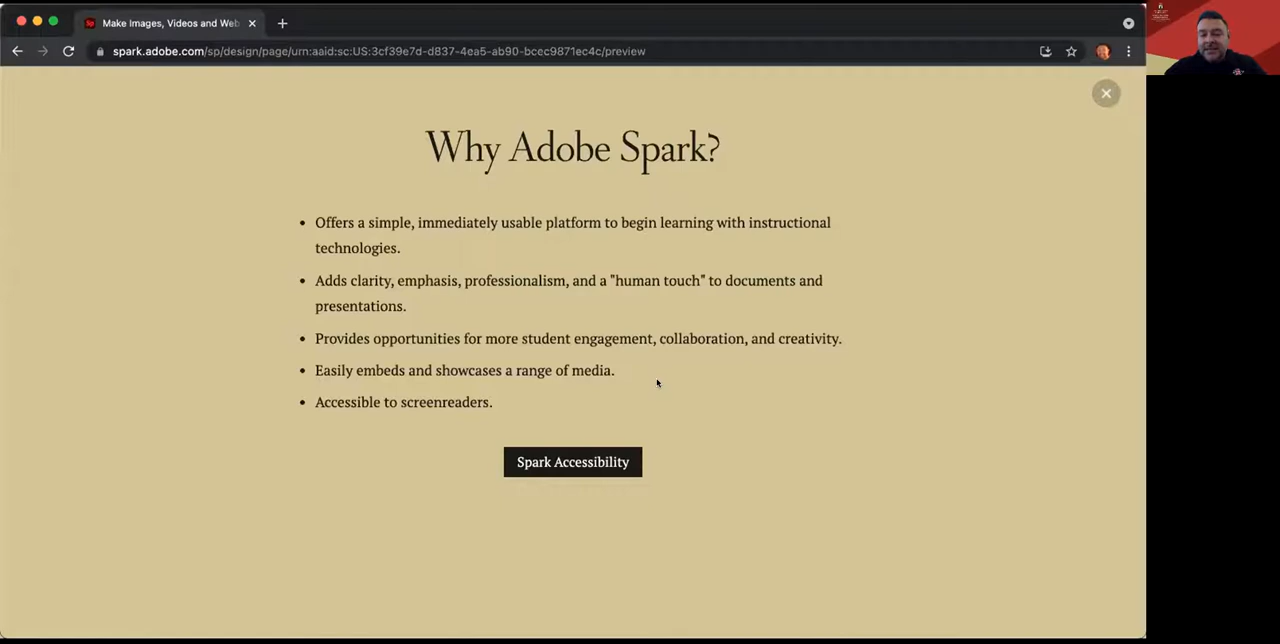 Make Images, Videos and Web
spark.adobe.com/sp/design/page/urn:aaid:sc:US:3cf39e7d-d837-4ea5-ab90-bcec9871ec4c/preview
Why Adobe Spark?
• Offers a simple, immediately usable platform to begin learning with instructional
technologies.
• Adds clarity, emphasis, professionalism, and a "human touch" to documents and
presentations.
• Provides opportunities for more student engagement, collaboration, and creativity.
• Easily embeds and showcases a range of media.
• Accessible to screenreaders.
Spark Accessibility